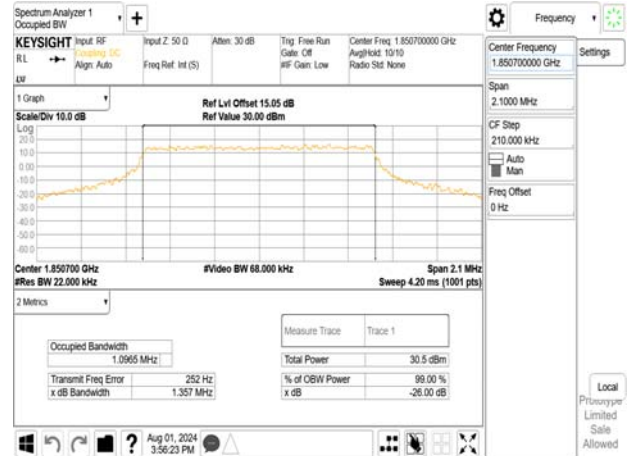 Spectrum Analyzer 1
Occupied BW
+
Frequency
KEYSIGHT
Input: RF
Coupling: DC
Align: Auto
RL
Input Z: 50 Ω
Freq Ref: Int (S)
Atten: 30 dB
Trig: Free Run
Gate: Off
#IF Gain: Low
Center Freq: 1.850700000 GHz
Avg|Hold: 10/10
Radio Std: None
Center Frequency
1.850700000 GHz
Settings
Span
2.1000 MHz
CF Step
210.000 kHz
Auto
Man
Freq Offset
0 Hz
1 Graph
Scale/Div 10.0 dB
Ref Lvl Offset 15.05 dB
Ref Value 30.00 dBm
Log
20.0
10.0
0.00
-10.0
-20.0
-30.0
-40.0
-50.0
-60.0
Center 1.850700 GHz
#Res BW 22.000 kHz
#Video BW 68.000 kHz
Span 2.1 MHz
Sweep 4.20 ms (1001 pts)
2 Metrics
Measure Trace
Trace 1
Occupied Bandwidth
1.0965 MHz
Total Power
30.5 dBm
Transmit Freq Error
252 Hz
% of OBW Power
99.00 %
x dB Bandwidth
1.357 MHz
x dB
-26.00 dB
Local
Prototype
Limited
Sale
Allowed
?
Aug 01, 2024
3:56:23 PM